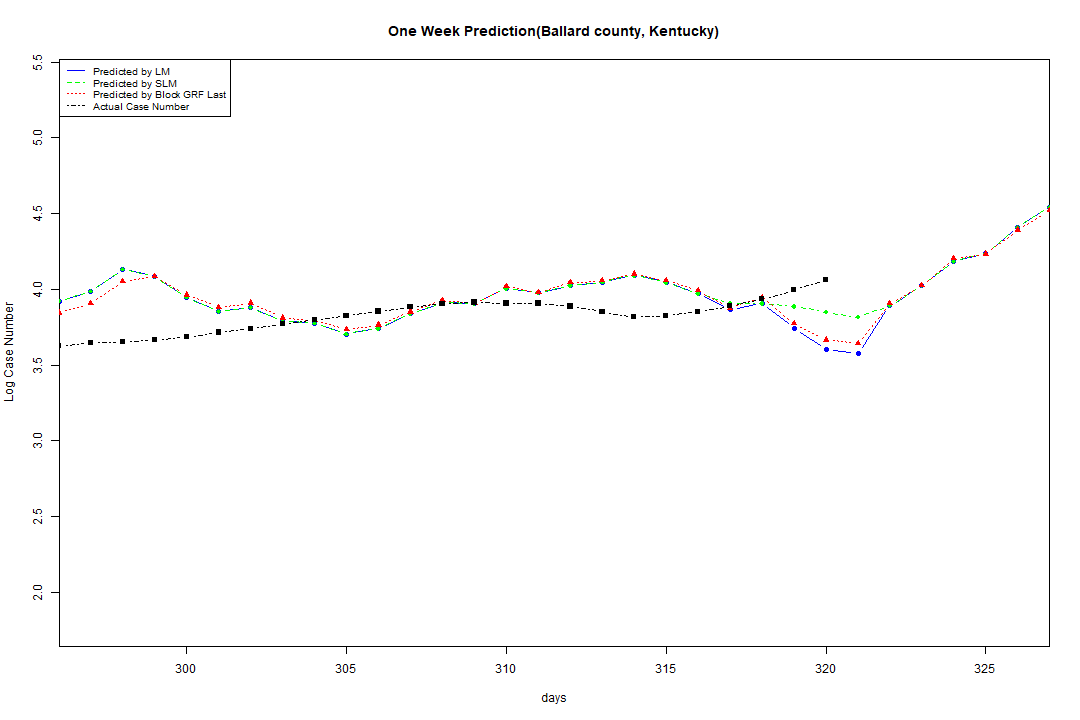 One Week Prediction(Ballard county, Kentucky)
Predicted by LM
Predicted by SLM
Predicted by Block GRF Last
Actual Case Number
5.5
5.0
4.5
4.0
3.5
3.0
2.5
2.0
Log Case Number
300 305 310 315 320 325
days